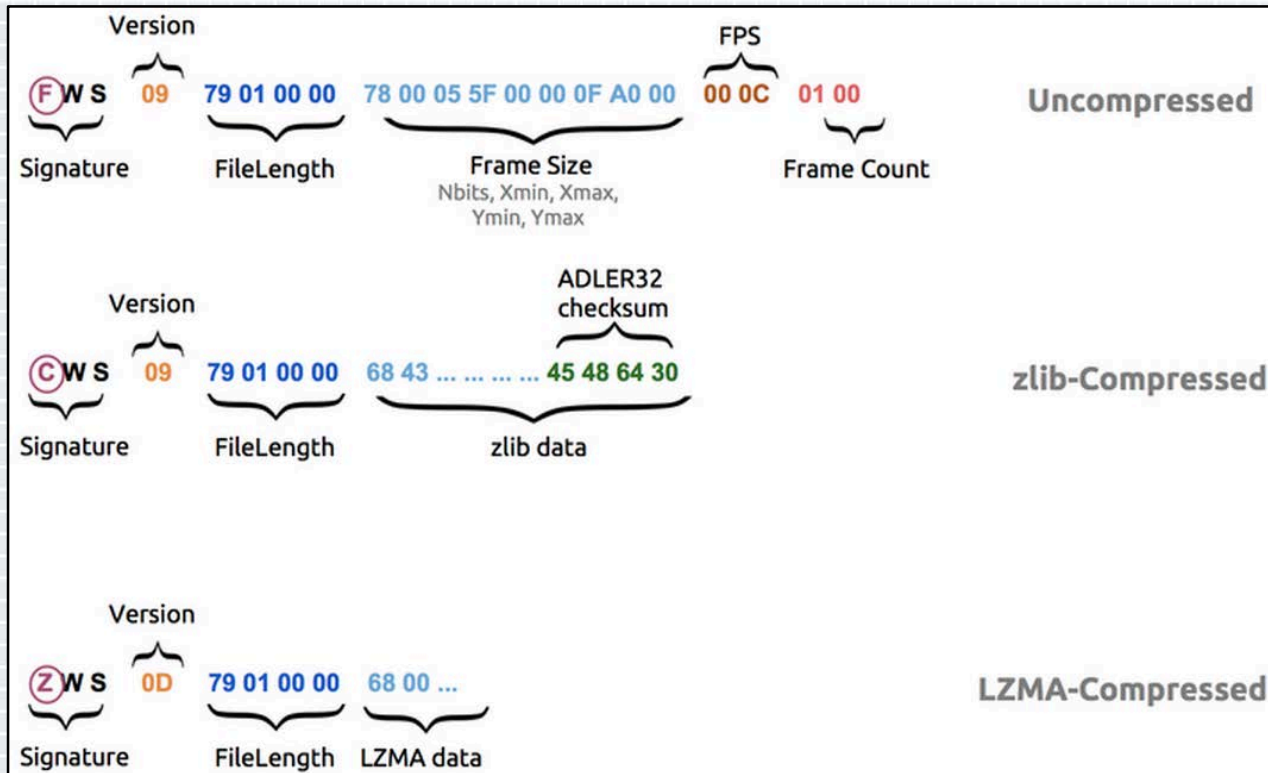 Version
FPS
FWS 09 79 01 00 00 78 00 05 5F 00 00 0F A0 00 00 0C 01 00
Uncompressed
Signature
FileLength
Frame Size
Nbits, Xmin, Xmax,
Ymin, Ymax
Frame Count
ADLER32
checksum
Version
CWS 09 79 01 00 00 68 43 ... ... ... ... 45 48 64 30
zlib-Compressed
Signature
FileLength
zlib data
Version
ZWS 0D 79 01 00 00 68 00 ...
LZMA-Compressed
Signature
FileLength
LZMA data